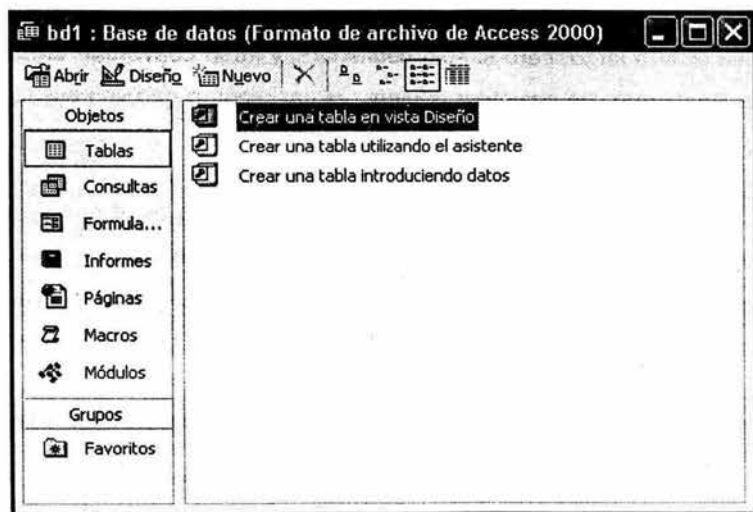 bd1 : Base de datos (Formato de archivo de Access 2000)
Abrir Diseño Nuevo
Objetos
Tablas
Consultas
Formula...
Informes
Páginas
Macros
Módulos
Grupos
Favoritos
Crear una tabla en vista Diseño
Crear una tabla utilizando el asistente
Crear una tabla introduciendo datos